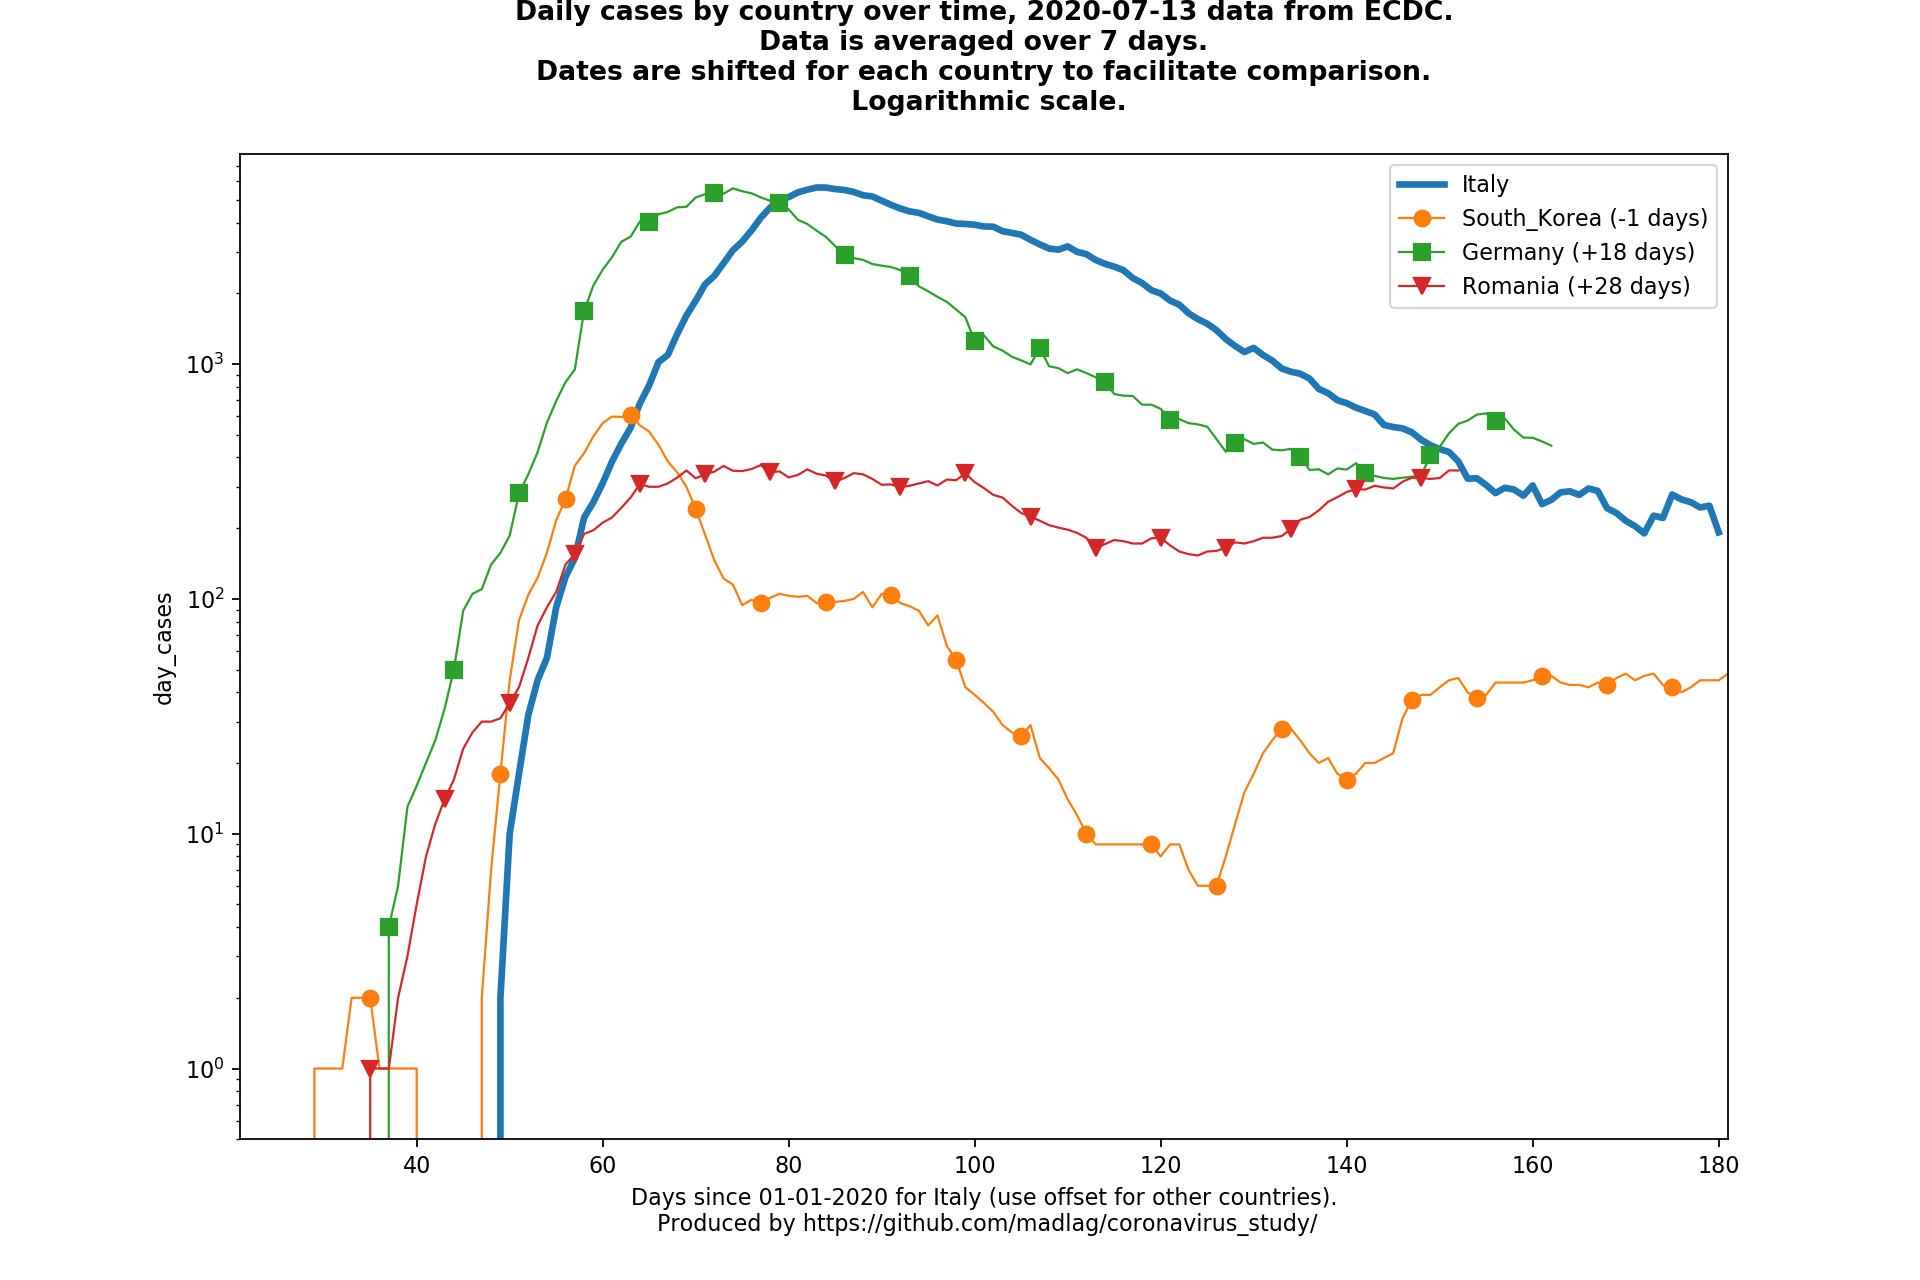 Daily cases by country over time, 2020-07-13 data from ECDC.
Data is averaged over 7 days.
Dates are shifted for each country to facilitate comparison.
Logarithmic scale.
Italy
South_Korea (-1 days)
Germany (+18 days)
Romania (+28 days)
day_cases
10³
10²
10¹
10⁰
40 60 80 100 120 140 160 180
Days since 01-01-2020 for Italy (use offset for other countries).
Produced by https://github.com/madlag/coronavirus_study/